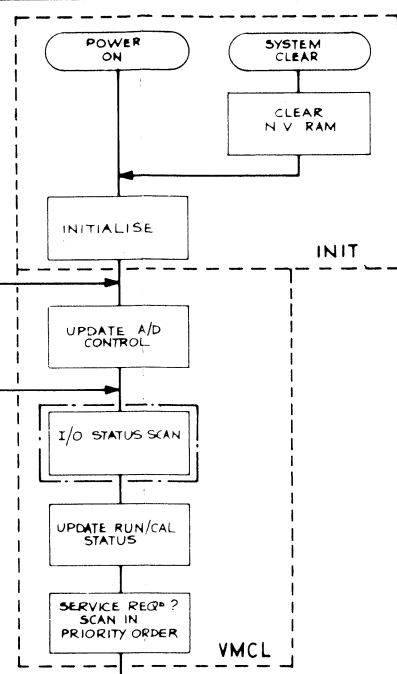 POWER
ON
SYSTEM
CLEAR
CLEAR
N V RAM
INITIALISE
INIT
UPDATE A/D
CONTROL
I/O STATUS SCAN
UPDATE RUN/CAL
STATUS
SERVICE REQᴰ ?
SCAN IN
PRIORITY ORDER
VMCL